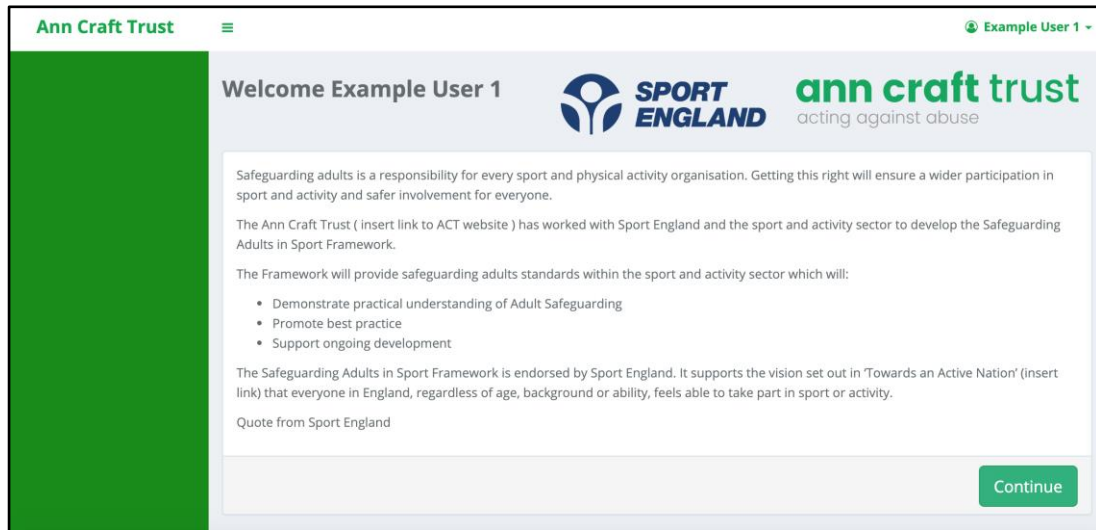 Ann Craft Trust
Example User 1
Welcome Example User 1
SPORT
ENGLAND
ann craft trust
acting against abuse
Safeguarding adults is a responsibility for every sport and physical activity organisation. Getting this right will ensure a wider participation in
sport and activity and safer involvement for everyone.
The Ann Craft Trust ( insert link to ACT website ) has worked with Sport England and the sport and activity sector to develop the Safeguarding
Adults in Sport Framework.
The Framework will provide safeguarding adults standards within the sport and activity sector which will:
• Demonstrate practical understanding of Adult Safeguarding
• Promote best practice
• Support ongoing development
The Safeguarding Adults in Sport Framework is endorsed by Sport England. It supports the vision set out in ‘Towards an Active Nation’ (insert
link) that everyone in England, regardless of age, background or ability, feels able to take part in sport or activity.
Quote from Sport England
Continue